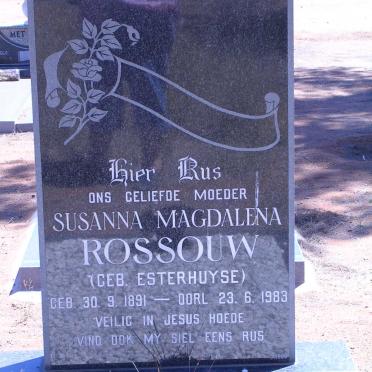 MET
Hier Rus
ONS GELIEFDE MOEDER
SUSANNA MAGDALENA
ROSSOUW
(GEB. ESTERHUYSE)
GEB. 30. 9. 1891 — OORL. 23. 6. 1983
VEILIG IN JESUS HOEDE
VIND OOK MY SIEL EENS RUS